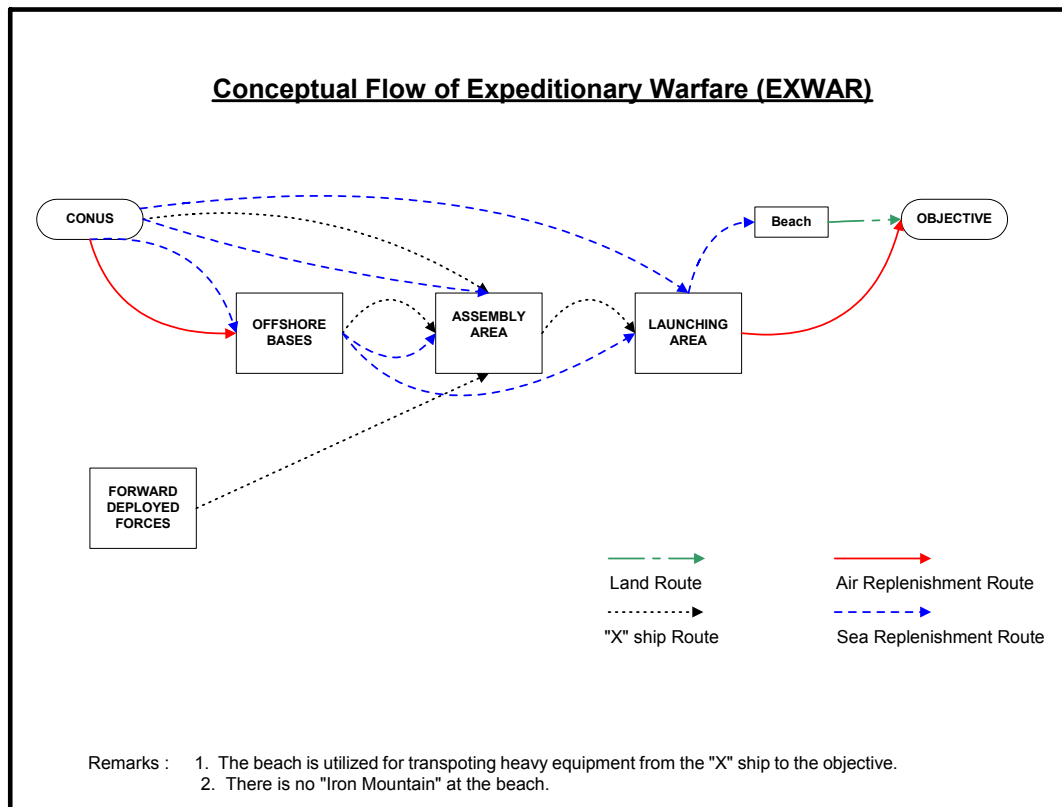 Conceptual Flow of Expeditionary Warfare (EXWAR)
CONUS
Beach
OBJECTIVE
OFFSHORE
BASES
ASSEMBLY
AREA
LAUNCHING
AREA
FORWARD
DEPLOYED
FORCES
Land Route
Air Replenishment Route
"X" ship Route
Sea Replenishment Route
Remarks : 1. The beach is utilized for transpoting heavy equipment from the "X" ship to the objective.
2. There is no "Iron Mountain" at the beach.